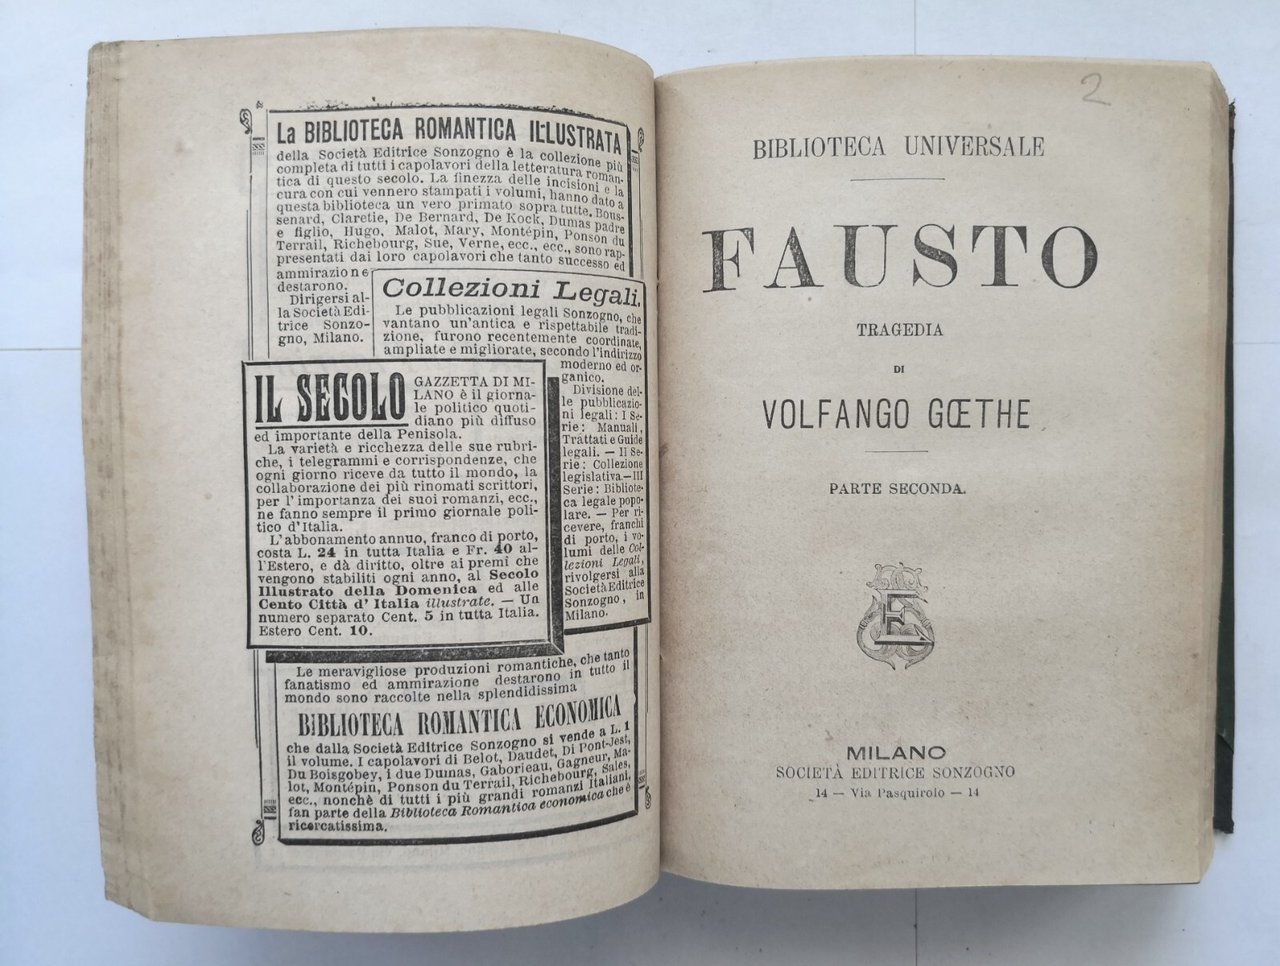 La BIBLIOTECA ROMANTICA ILLUSTRATA
della Società Editrice Sonzogno è la collezione più
completa di tutti i capolavori della letteratura roman-
tica di questo secolo. La finezza delle incisioni e la
cura con cui vennero stampati i volumi, hanno dato a
questa biblioteca un vero primato sopra tutte. Bous-
senard, Claretie, De Bernard, De Kock, Dumas padre
e figlio, Hugo, Malot, Mary, Montépin, Ponson du
Terrail, Richebourg, Sue, Verne, ecc., ecc., sono rap-
presentati dai loro capolavori che tanto successo ed
ammirazione
destarono.
Dirigersi al-
la Società Edi-
trice Sonzo-
gno, Milano.
Collezioni Legali.
Le pubblicazioni legali Sonzogno, che
vantano un'antica e rispettabile tradi-
zione, furono recentemente coordinate,
ampliate e migliorate, secondo l'indirizzo
moderno ed or-
ganico.
Divisione del-
le pubblicazio-
ni legali: I Se-
rie: Manuali,
Trattati e Guide
legali. — II Se-
rie: Collezione
legislativa.—III
Serie: Bibliote-
ca legale popo-
lare. — Per ri-
cevere, franchi
di porto, i vo-
lumi delle Col-
lezioni Legali,
rivolgersi alla
Società Editrice
Sonzogno, in
Milano.
IL SECOLO GAZZETTA DI MI-
LANO è il giorna-
le politico quoti-
diano più diffuso
ed importante della Penisola.
La varietà e ricchezza delle sue rubri-
che, i telegrammi e corrispondenze, che
ogni giorno riceve da tutto il mondo, la
collaborazione dei più rinomati scrittori,
per l'importanza dei suoi romanzi, ecc.,
ne fanno sempre il primo giornale poli-
tico d'Italia.
L'abbonamento annuo, franco di porto,
costa L. 24 in tutta Italia e Fr. 40 al-
l'Estero, e dà diritto, oltre ai premi che
vengono stabiliti ogni anno, al Secolo
Illustrato della Domenica ed alle
Cento Città d'Italia illustrate. — Un
numero separato Cent. 5 in tutta Italia.
Estero Cent. 10.
Le meravigliose produzioni romantiche, che tanto
fanatismo ed ammirazione destarono in tutto il
mondo sono raccolte nella splendidissima
BIBLIOTECA ROMANTICA ECONOMICA
che dalla Società Editrice Sonzogno si vende a L. 1
il volume. I capolavori di Belot, Daudet, Di Pont-Jest,
Du Boisgobey, i due Dumas, Gaborieau, Gagneur, Ma-
lot, Montépin, Ponson du Terrail, Richebourg, Sales,
ecc., nonchè di tutti i più grandi romanzi Italiani,
fan parte della Biblioteca Romantica economica che è
ricercatissima.
2
BIBLIOTECA UNIVERSALE
FAUSTO
TRAGEDIA
DI
VOLFANGO GŒTHE
PARTE SECONDA.
E
MILANO
SOCIETÀ EDITRICE SONZOGNO
14 — Via Pasquirolo — 14